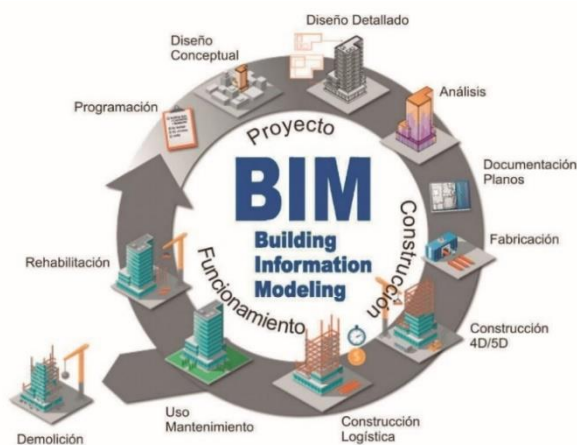 Diseño Detallado
Diseño
Conceptual
Programación
Análisis
Documentación
Planos
Fabricación
Construcción
4D/5D
Construcción
Logística
Uso
Mantenimiento
Demolición
Rehabilitación
Proyecto
Construcción
Funcionamiento
BIM
Building
Information
Modeling
$